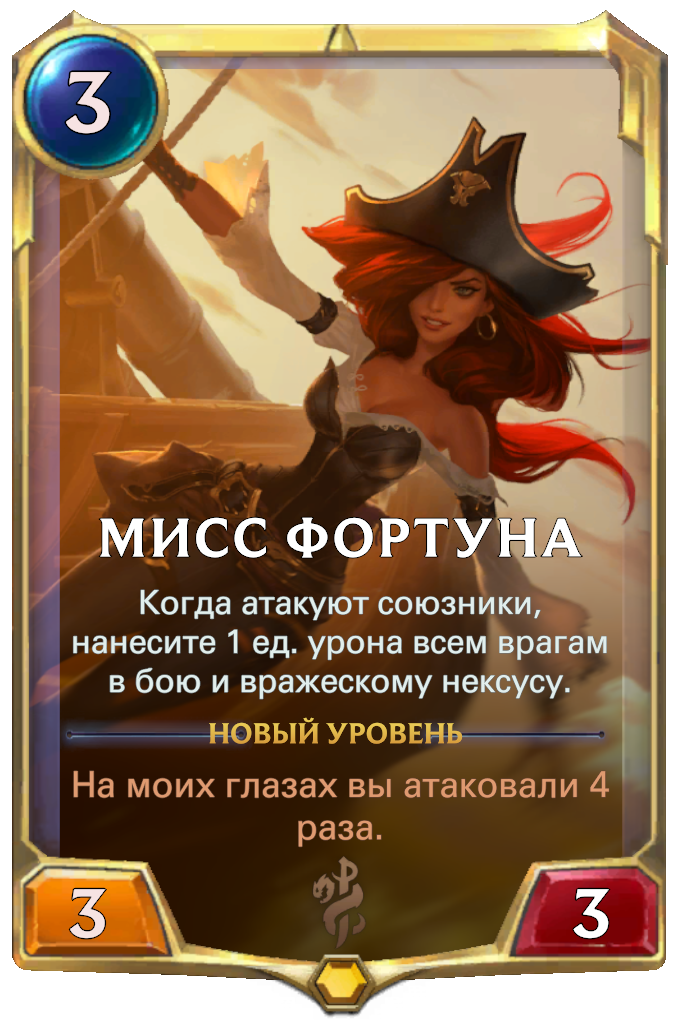 3
МИСС ФОРТУНА
Когда атакуют союзники,
нанесите 1 ед. урона всем врагам
в бою и вражескому нексусу.
НОВЫЙ УРОВЕНЬ
На моих глазах вы атаковали 4
раза.
3
3